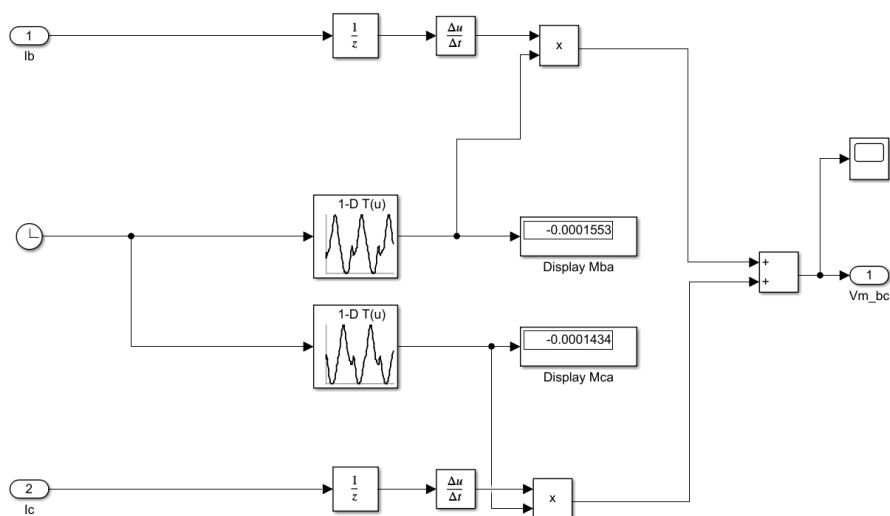 1
Ib
1
z
Δu
Δt
x
1-D T(u)
-0.0001553
Display Mba
+
+
1
Vm_bc
1-D T(u)
-0.0001434
Display Mca
2
Ic
1
z
Δu
Δt
x